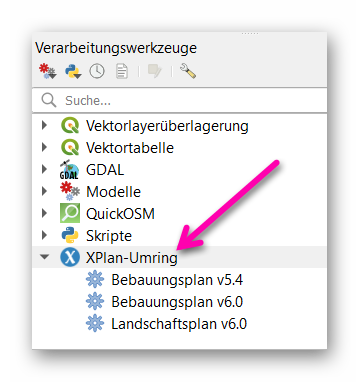 Verarbeitungswerkzeuge
Suche...
Vektorlayerüberlagerung
Vektortabelle
GDAL GDAL
Modelle
QuickOSM
Skripte
X XPlan-Umring
Bebauungsplan v5.4
Bebauungsplan v6.0
Landschaftsplan v6.0